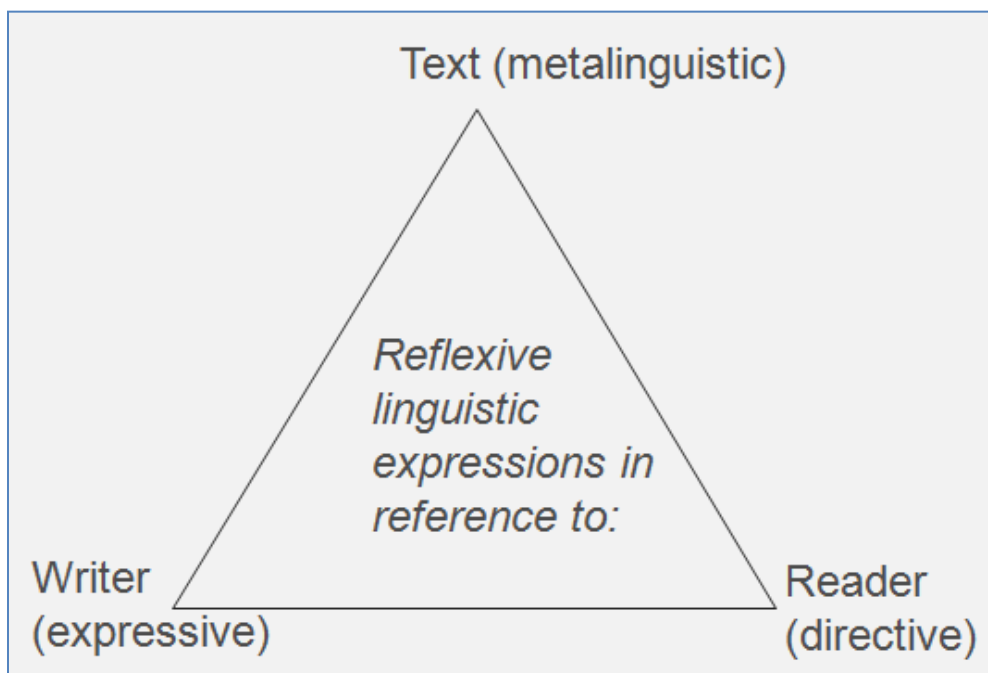 Text (metalinguistic)
Reflexive
linguistic
expressions in
reference to:
Writer
(expressive)
Reader
(directive)